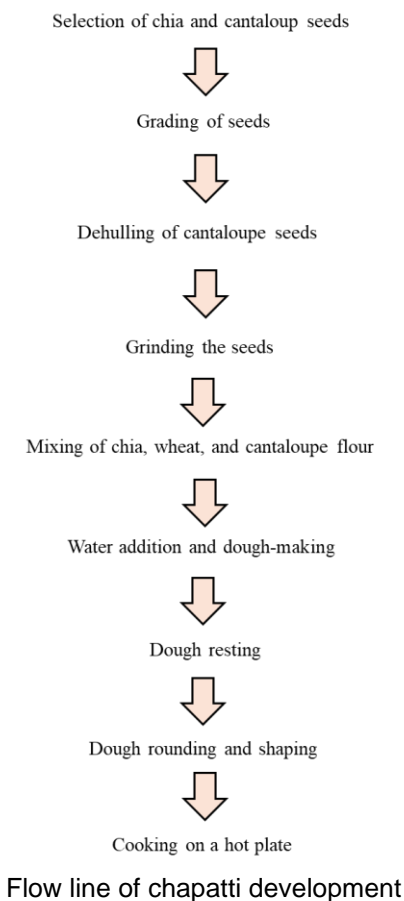 Selection of chia and cantaloup seeds
Grading of seeds
Dehulling of cantaloupe seeds
Grinding the seeds
Mixing of chia, wheat, and cantaloupe flour
Water addition and dough-making
Dough resting
Dough rounding and shaping
Cooking on a hot plate
Flow line of chapatti development